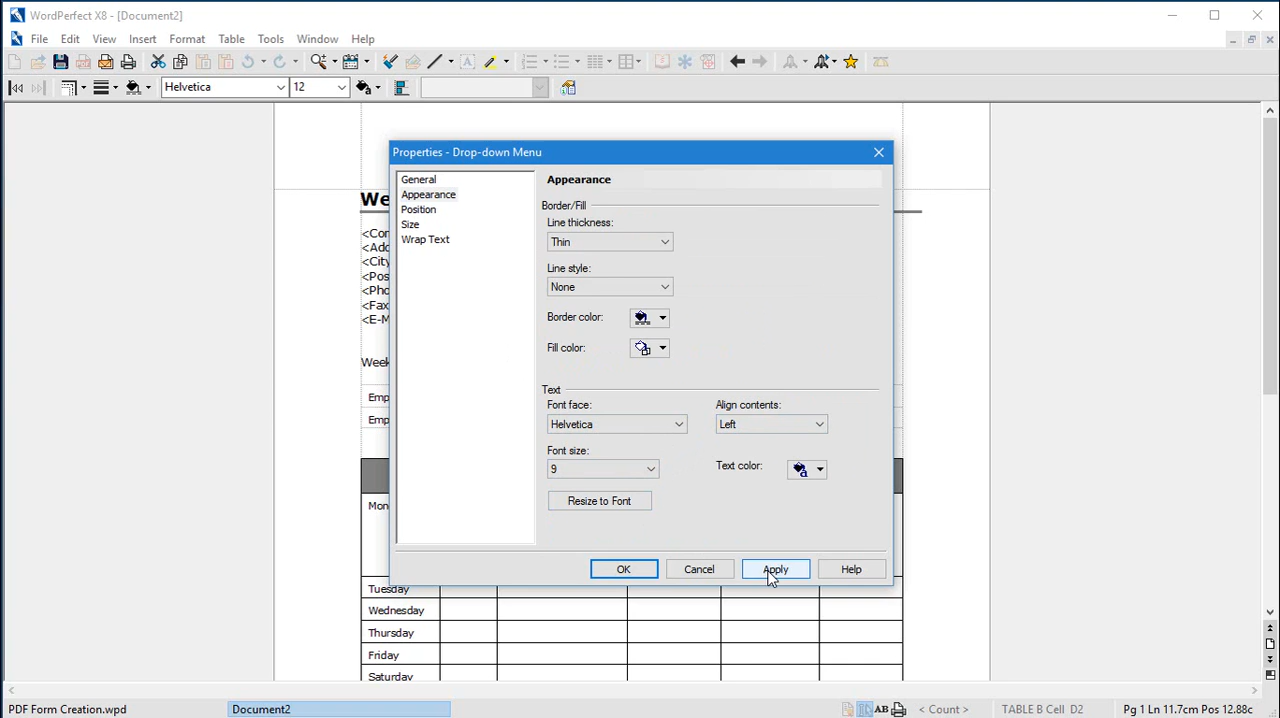 WordPerfect X8 - [Document2]
File Edit View Insert Format Table Tools Window Help
Helvetica 12
Properties - Drop-down Menu
General
Appearance
Position
Size
Wrap Text
Appearance
Border/Fill
Line thickness:
Thin
Line style:
None
Border color:
Fill color:
Text
Font face: Align contents:
Helvetica Left
Font size:
9 Text color:
Resize to Font
OK Cancel Apply Help
We
<Con
<Add
<City
<Pos
<Pho
<Fax
<E-M
Week
Emp
Emp
Mon
Tuesday
Wednesday
Thursday
Friday
Saturday
PDF Form Creation.wpd Document2 AB < Count > TABLE B Cell D2 Pg 1 Ln 11.7cm Pos 12.88c